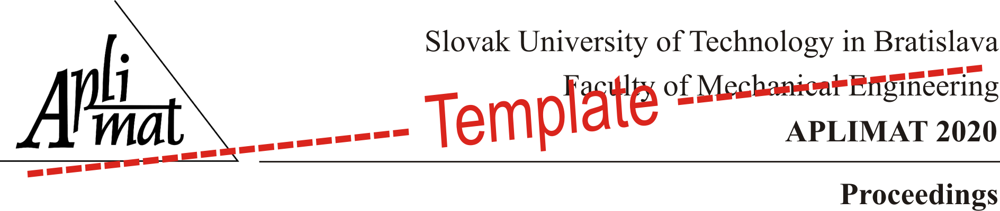 Apli
mat
Slovak University of Technology in Bratislava
Faculty of Mechanical Engineering
Template
APLIMAT 2020
Proceedings